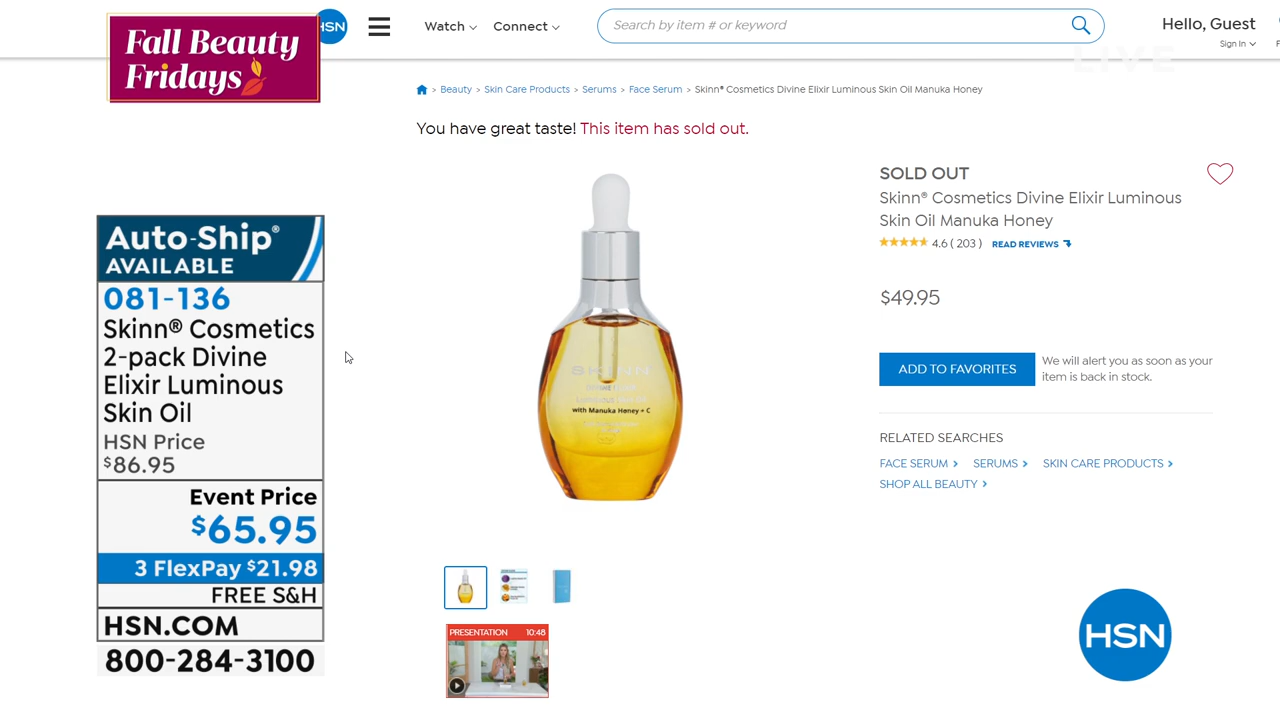 Fall Beauty
Fridays
HSN
Watch
Connect
Search by item # or keyword
Hello, Guest
Sign In
LIVE
> Beauty > Skin Care Products > Serums > Face Serum > Skinn® Cosmetics Divine Elixir Luminous Skin Oil Manuka Honey
You have great taste! This item has sold out.
Auto-Ship®
AVAILABLE
081-136
Skinn® Cosmetics
2-pack Divine
Elixir Luminous
Skin Oil
HSN Price
$86.95
Event Price
$65.95
3 FlexPay $21.98
FREE S&H
HSN.COM
800-284-3100
SKINN
DIVINE ELIXIR
Luminous Skin Oil
with Manuka Honey + C
SOLD OUT
Skinn® Cosmetics Divine Elixir Luminous
Skin Oil Manuka Honey
4.6 ( 203 ) READ REVIEWS
$49.95
ADD TO FAVORITES
We will alert you as soon as your
item is back in stock.
RELATED SEARCHES
FACE SERUM > SERUMS > SKIN CARE PRODUCTS >
SHOP ALL BEAUTY >
PRESENTATION 10:48
HSN